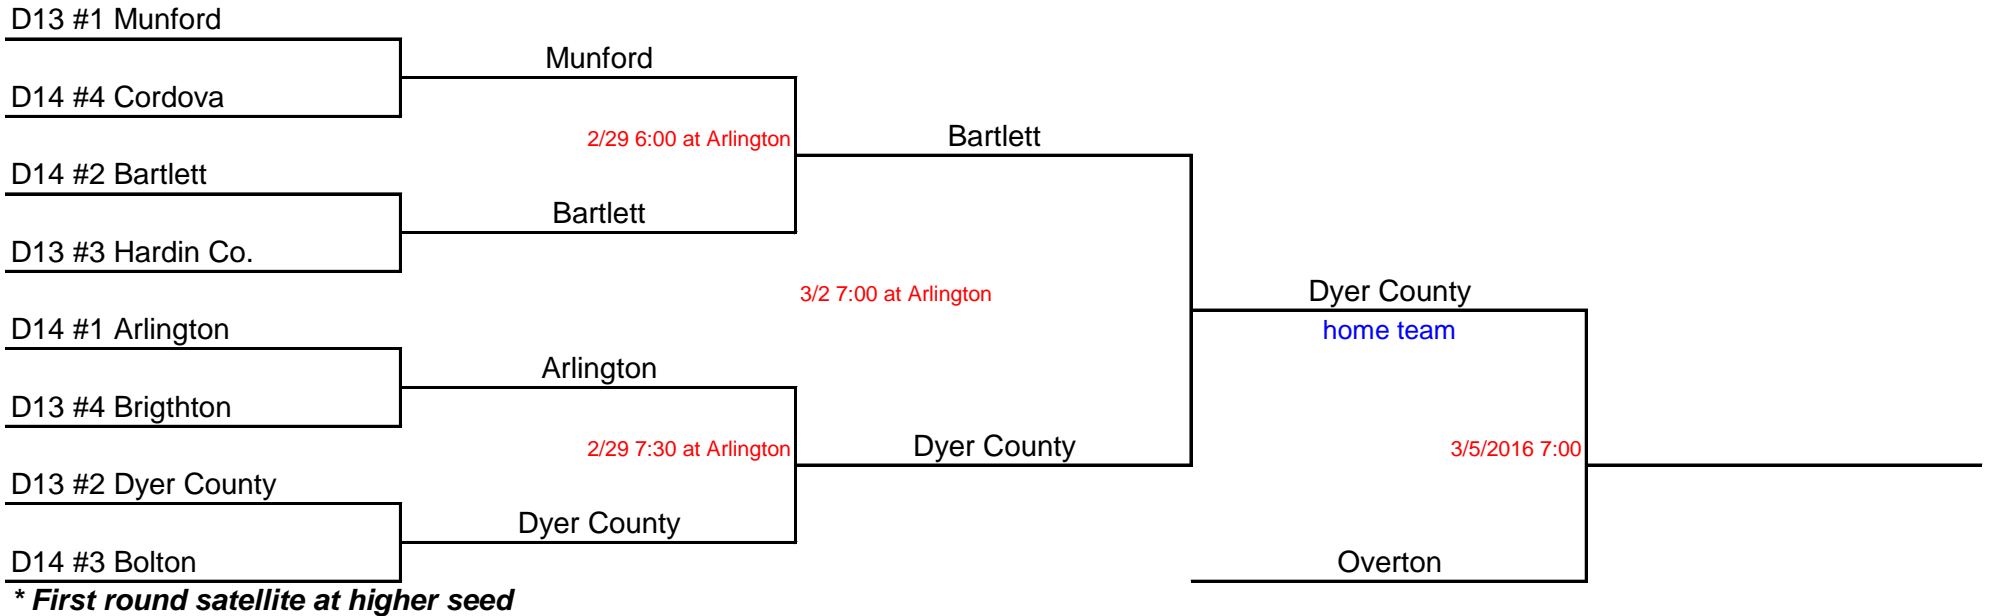 D13 #1 Munford
Munford
D14 #4 Cordova
2/29 6:00 at Arlington
Bartlett
D14 #2 Bartlett
Bartlett
D13 #3 Hardin Co.
3/2 7:00 at Arlington
Dyer County
home team
D14 #1 Arlington
Arlington
D13 #4 Brigthton
2/29 7:30 at Arlington
Dyer County
3/5/2016 7:00
D13 #2 Dyer County
Dyer County
D14 #3 Bolton
Overton
* First round satellite at higher seed